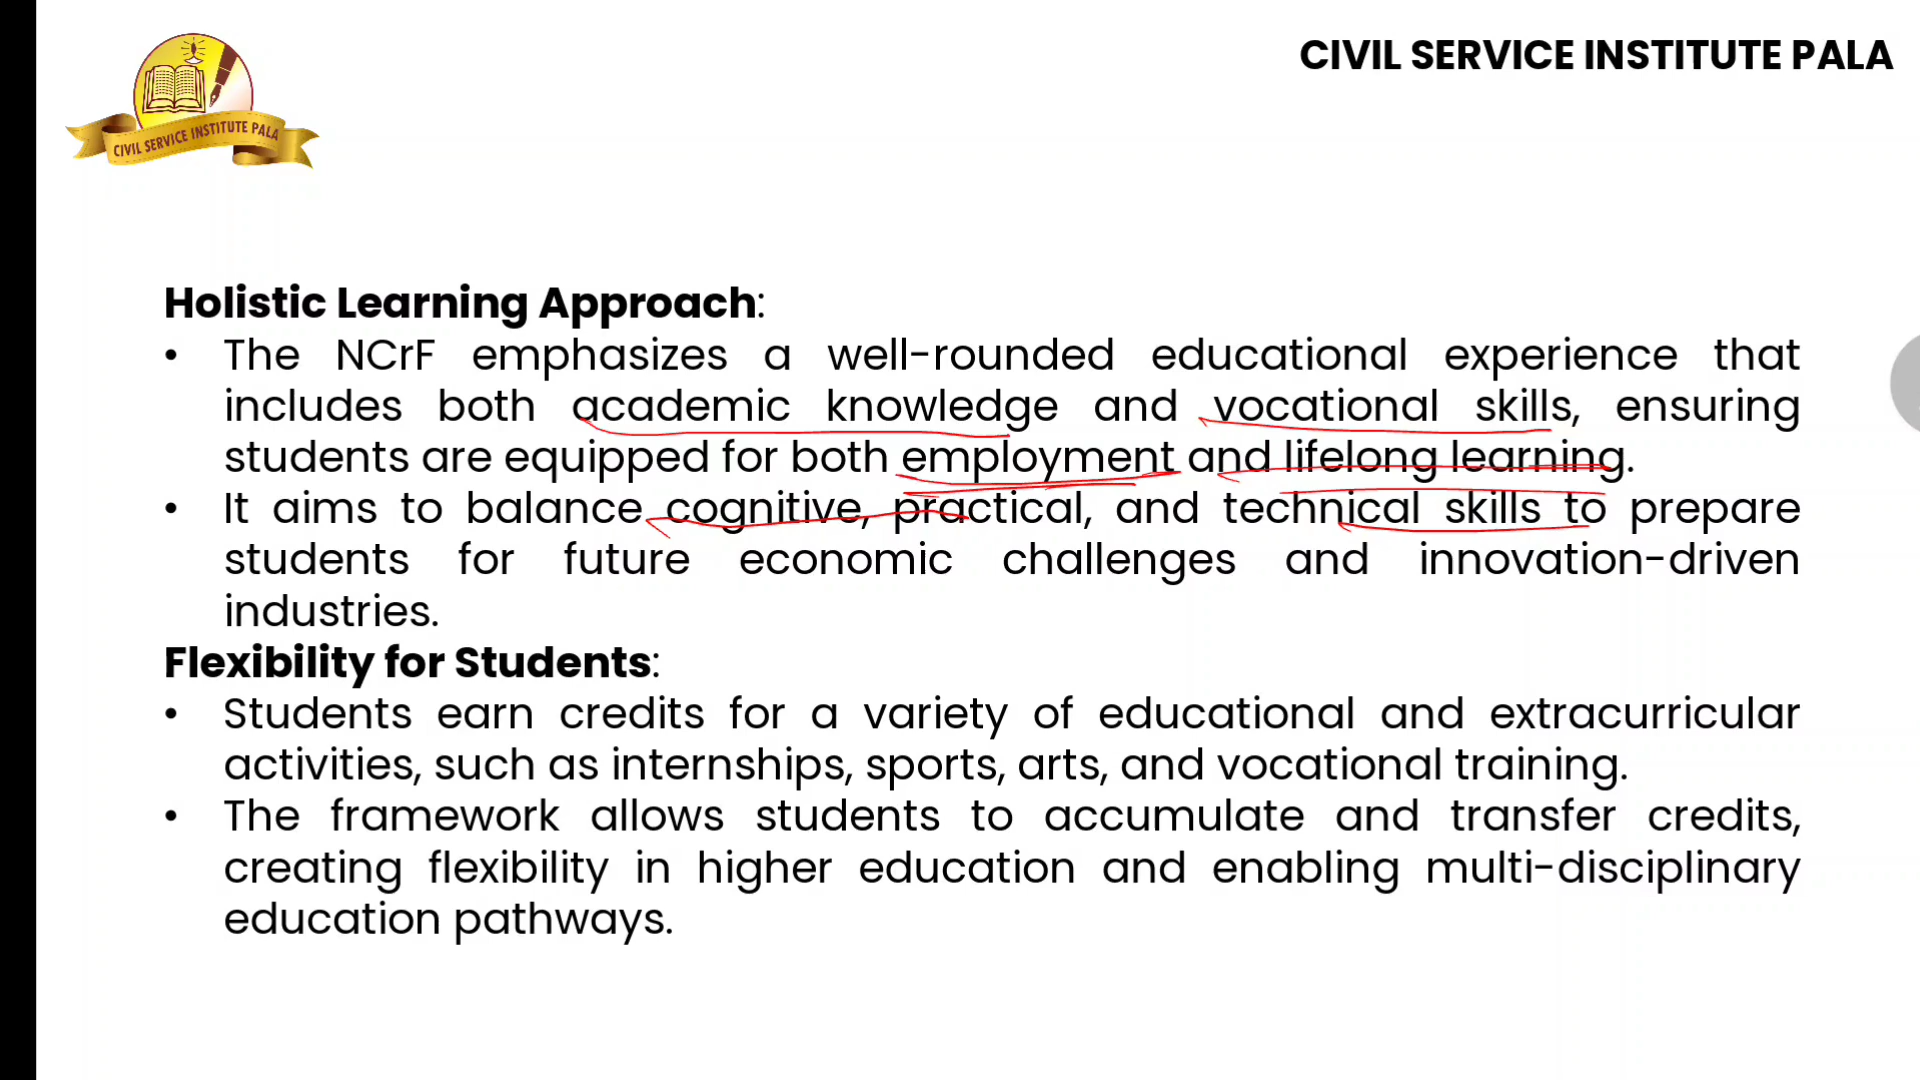 CIVIL SERVICE INSTITUTE PALA
CIVIL SERVICE INSTITUTE PALA
Holistic Learning Approach:
• The NCrF emphasizes a well-rounded educational experience that
includes both academic knowledge and vocational skills, ensuring
students are equipped for both employment and lifelong learning.
• It aims to balance cognitive, practical, and technical skills to prepare
students for future economic challenges and innovation-driven
industries.
Flexibility for Students:
• Students earn credits for a variety of educational and extracurricular
activities, such as internships, sports, arts, and vocational training.
• The framework allows students to accumulate and transfer credits,
creating flexibility in higher education and enabling multi-disciplinary
education pathways.